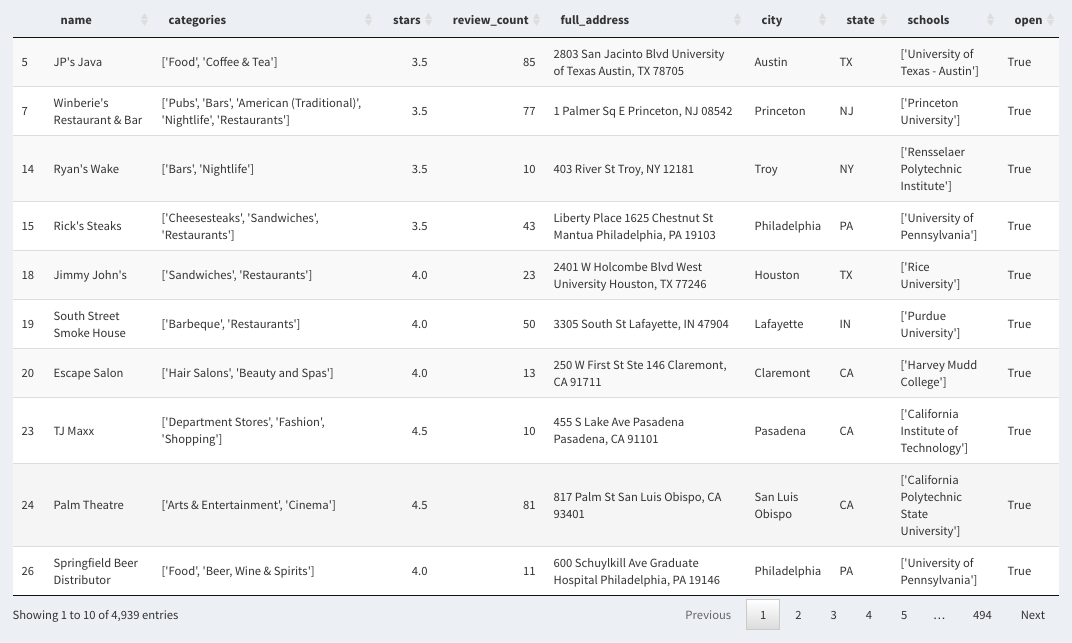 name categories stars review_count full_address city state schools open
5 JP's Java ['Food', 'Coffee & Tea'] 3.5 85 2803 San Jacinto Blvd University Austin TX ['University of True
of Texas Austin, TX 78705 Texas - Austin']
7 Winberie's ['Pubs', 'Bars', 'American (Traditional)', 3.5 77 1 Palmer Sq E Princeton, NJ 08542 Princeton NJ ['Princeton True
Restaurant & Bar 'Nightlife', 'Restaurants'] University']
14 Ryan's Wake ['Bars', 'Nightlife'] 3.5 10 403 River St Troy, NY 12181 Troy NY ['Rensselaer True
Polytechnic
Institute']
15 Rick's Steaks ['Cheesesteaks', 'Sandwiches', 3.5 43 Liberty Place 1625 Chestnut St Philadelphia PA ['University of True
'Restaurants'] Mantua Philadelphia, PA 19103 Pennsylvania']
18 Jimmy John's ['Sandwiches', 'Restaurants'] 4.0 23 2401 W Holcombe Blvd West Houston TX ['Rice True
University Houston, TX 77246 University']
19 South Street ['Barbeque', 'Restaurants'] 4.0 50 3305 South St Lafayette, IN 47904 Lafayette IN ['Purdue True
Smoke House University']
20 Escape Salon ['Hair Salons', 'Beauty and Spas'] 4.0 13 250 W First St Ste 146 Claremont, Claremont CA ['Harvey Mudd True
CA 91711 College']
23 TJ Maxx ['Department Stores', 'Fashion', 4.5 10 455 S Lake Ave Pasadena Pasadena CA ['California True
'Shopping'] Pasadena, CA 91101 Institute of
Technology']
24 Palm Theatre ['Arts & Entertainment', 'Cinema'] 4.5 81 817 Palm St San Luis Obispo, CA San Luis CA ['California True
93401 Obispo Polytechnic
State
University']
26 Springfield Beer ['Food', 'Beer, Wine & Spirits'] 4.0 11 600 Schuylkill Ave Graduate Philadelphia PA ['University of True
Distributor Hospital Philadelphia, PA 19146 Pennsylvania']
Showing 1 to 10 of 4,939 entries Previous 1 2 3 4 5 … 494 Next